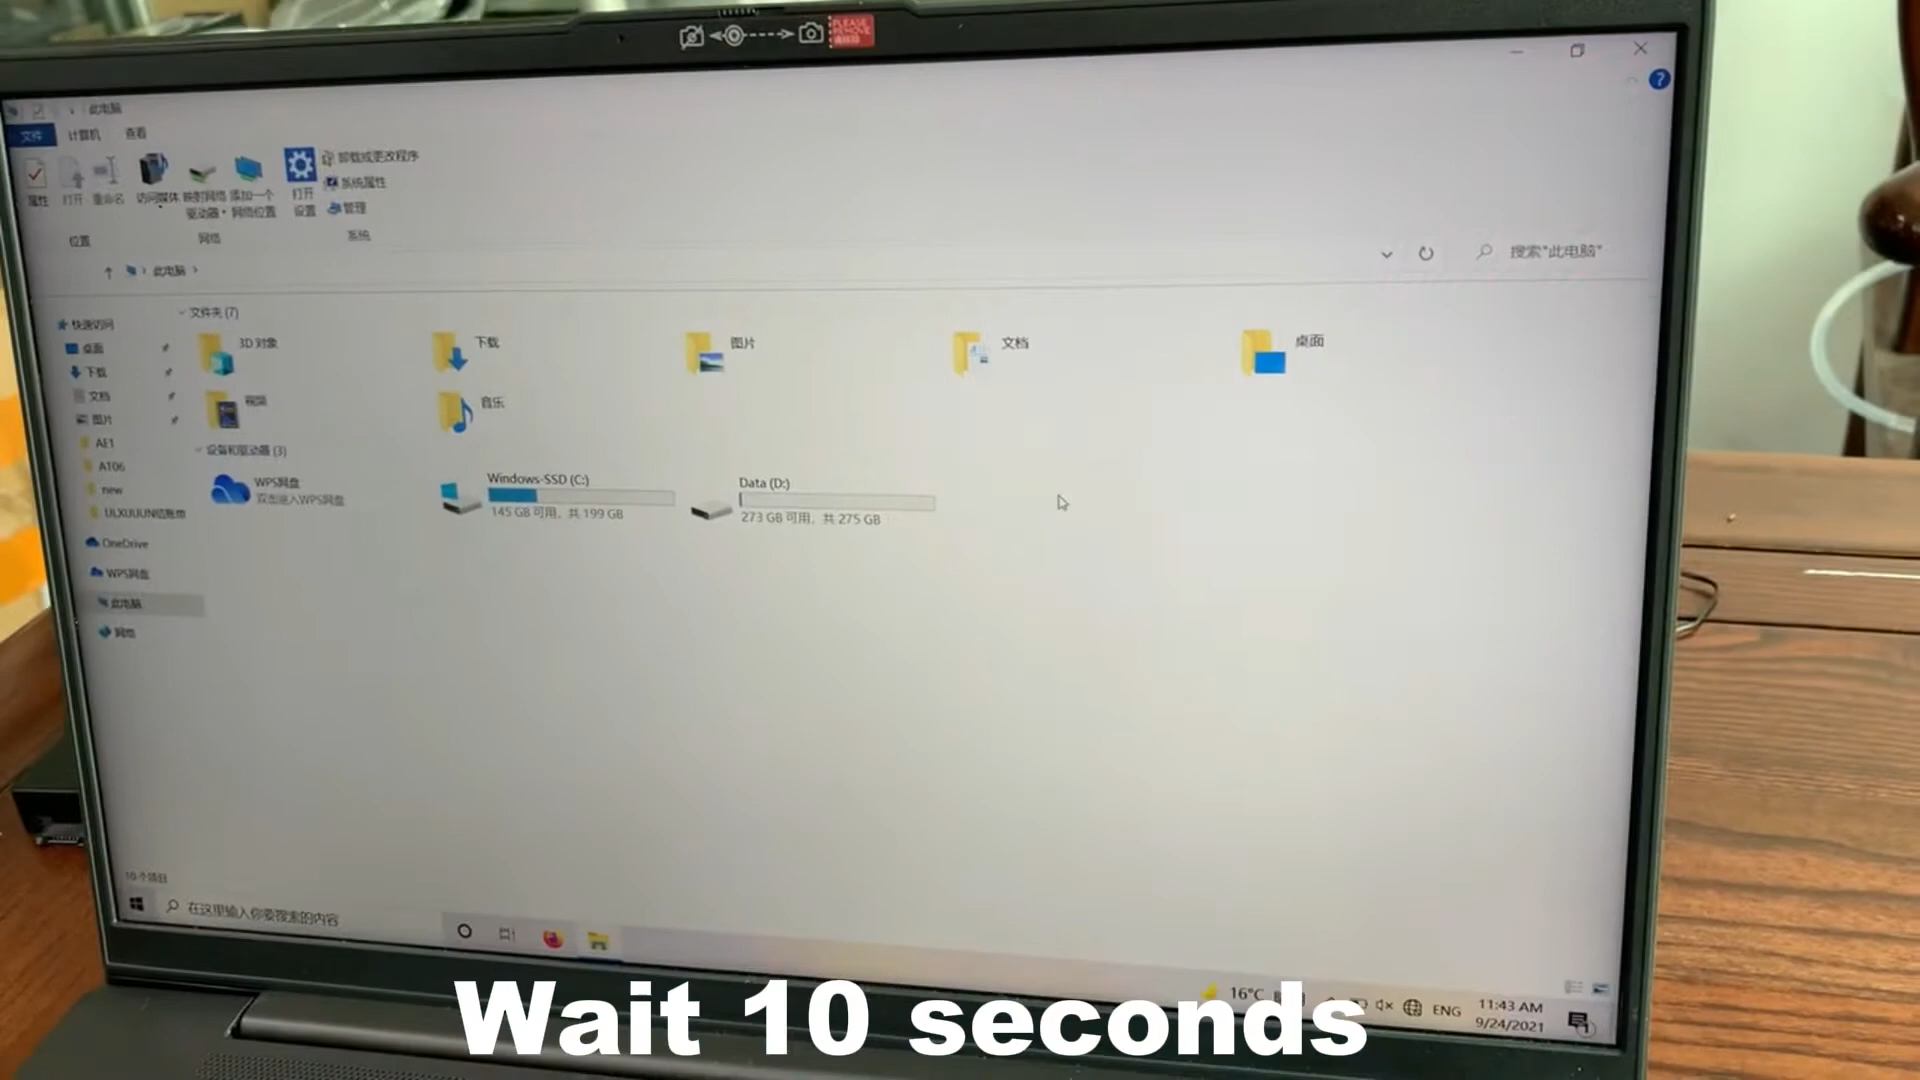 PLEASE
REMOVE
请移除
此电脑
文件 计算机 查看
属性 打开 重命名 访问媒体 映射网络驱动器 添加一个网络位置 打开设置
卸载或更改程序
系统属性
管理
位置 网络 系统
此电脑
搜索"此电脑"
快速访问
桌面
下载
文档
图片
AE1
A106
new
OneDrive
WPS网盘
此电脑
网络
文件夹 (7)
3D 对象 下载 图片 文档 桌面
视频 音乐
设备和驱动器 (3)
WPS网盘
双击进入WPS网盘
Windows-SSD (C:)
145 GB 可用，共 199 GB
Data (D:)
273 GB 可用，共 275 GB
10 个项目
在这里输入你要搜索的内容
16°C
ENG
11:43 AM
9/24/2021
Wait 10 seconds